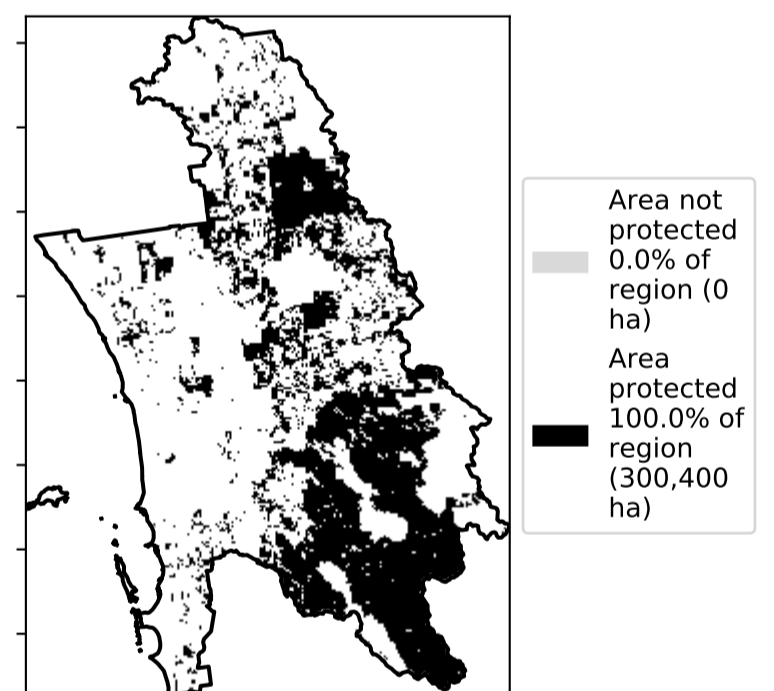 Area not
protected
0.0% of
region (0
ha)
Area
protected
100.0% of
region
(300,400
ha)